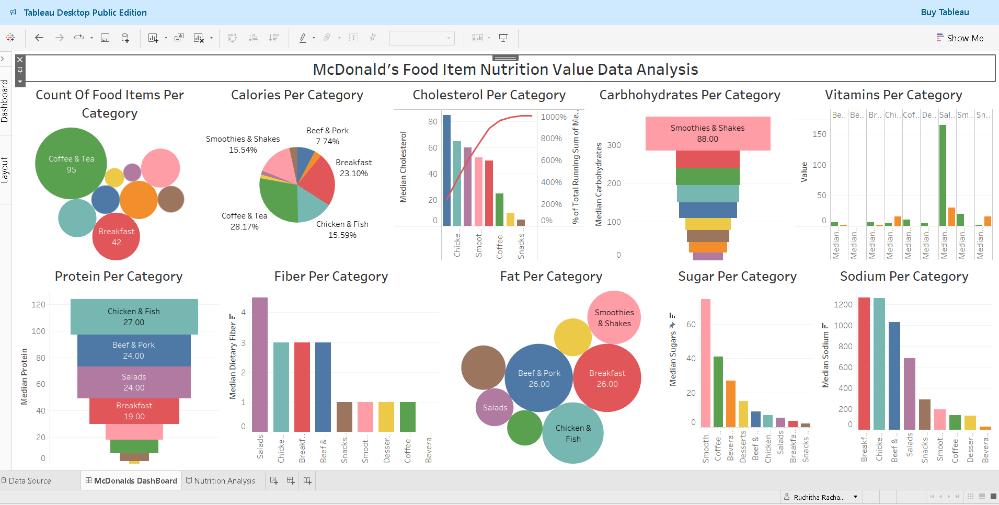 Tableau Desktop Public Edition
Buy Tableau
Show Me
Dashboard
Layout
McDonald's Food Item Nutrition Value Data Analysis
Count Of Food Items Per
Category
Coffee & Tea
95
Breakfast
42
Calories Per Category
Beef & Pork
7.74%
Smoothies & Shakes
15.54%
Breakfast
23.10%
Coffee & Tea
28.17%
Chicken & Fish
15.59%
Cholesterol Per Category
Median Cholesterol
80
60
40
20
0
1000%
800%
600%
400%
200%
0%
% of Total Running Sum of Me..
Chicke..
Smoot..
Coffee ..
Snacks ..
Carbhohydrates Per Category
Median Carbohydrates
300
200
100
0
Smoothies & Shakes
88.00
Vitamins Per Category
Be.. Be.. Br.. Chi.. Cof.. De.. Sal.. Sm.. Sn..
Value
150
100
50
0
Median.. Median.. Median.. Median.. Median.. Median.. Median.. Median.. Median..
Protein Per Category
Median Protein
120
100
80
60
40
20
0
Chicken & Fish
27.00
Beef & Pork
24.00
Salads
24.00
Breakfast
19.00
Fiber Per Category
Median Dietary Fiber
4
3
2
1
0
Salads
Chicke..
Breakf..
Beef & ..
Snacks ..
Smoot..
Desser..
Coffee ..
Bevera..
Fat Per Category
Smoothies
& Shakes
Beef & Pork
26.00
Breakfast
26.00
Salads
Chicken &
Fish
Sugar Per Category
Median Sugars
60
40
20
0
Smooth..
Coffee ..
Bevera..
Desserts
Beef & ..
Chicken..
Salads
Breakfa..
Snacks ..
Sodium Per Category
Median Sodium
1200
1000
800
600
400
200
0
Breakf..
Chicke..
Beef & ..
Salads
Snacks ..
Smoot..
Coffee ..
Desser..
Bevera..
Data Source
McDonalds DashBoard
Nutrition Analysis
Ruchitha Racha...